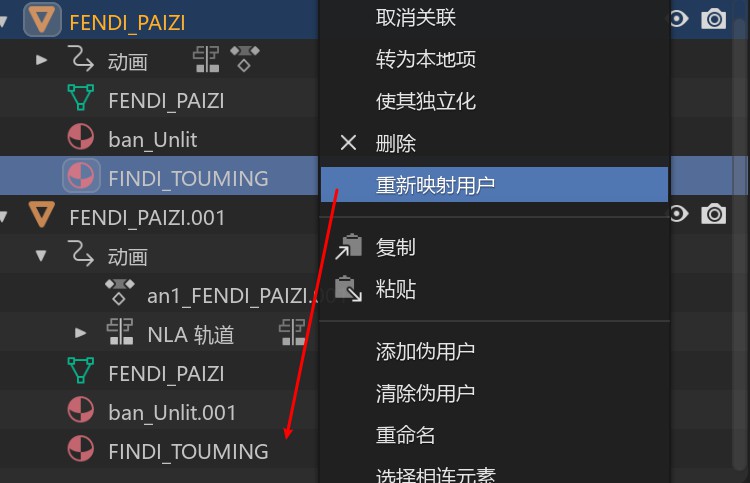 FENDI_PAIZI
动画
FENDI_PAIZI
ban_Unlit
FINDI_TOUMING
FENDI_PAIZI.001
动画
an1_FENDI_PAIZI.
NLA 轨道
FENDI_PAIZI
ban_Unlit.001
FINDI_TOUMING
取消关联
转为本地项
使其独立化
删除
重新映射用户
复制
粘贴
添加伪用户
清除伪用户
重命名
选择相连元素